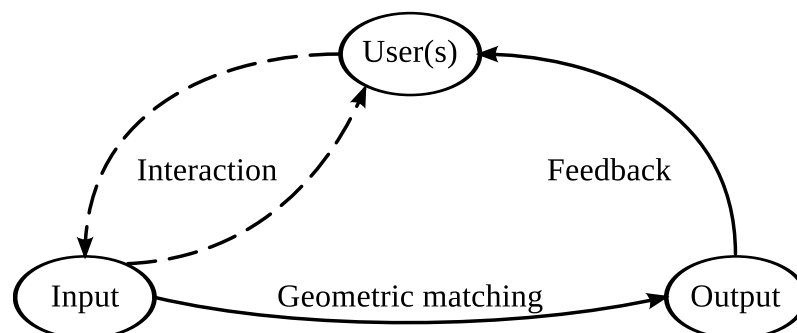 User(s)
Interaction
Feedback
Input
Geometric matching
Output